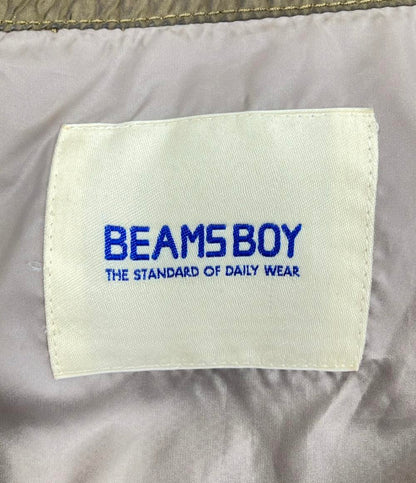 BEAMS BOY
THE STANDARD OF DAILY WEAR